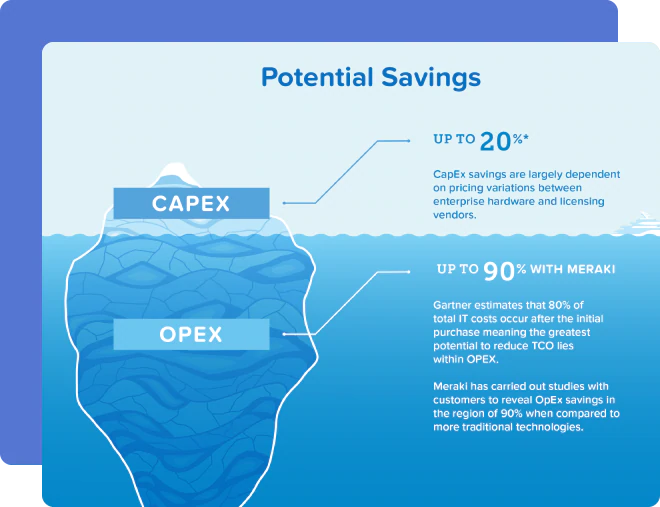 Potential Savings
UP TO 20%*
CapEx savings are largely dependent
on pricing variations between
enterprise hardware and licensing
vendors.
CAPEX
UP TO 90% WITH MERAKI
Gartner estimates that 80% of
total IT costs occur after the initial
purchase meaning the greatest
potential to reduce TCO lies
within OPEX.
OPEX
Meraki has carried out studies with
customers to reveal OpEx savings in
the region of 90% when compared to
more traditional technologies.